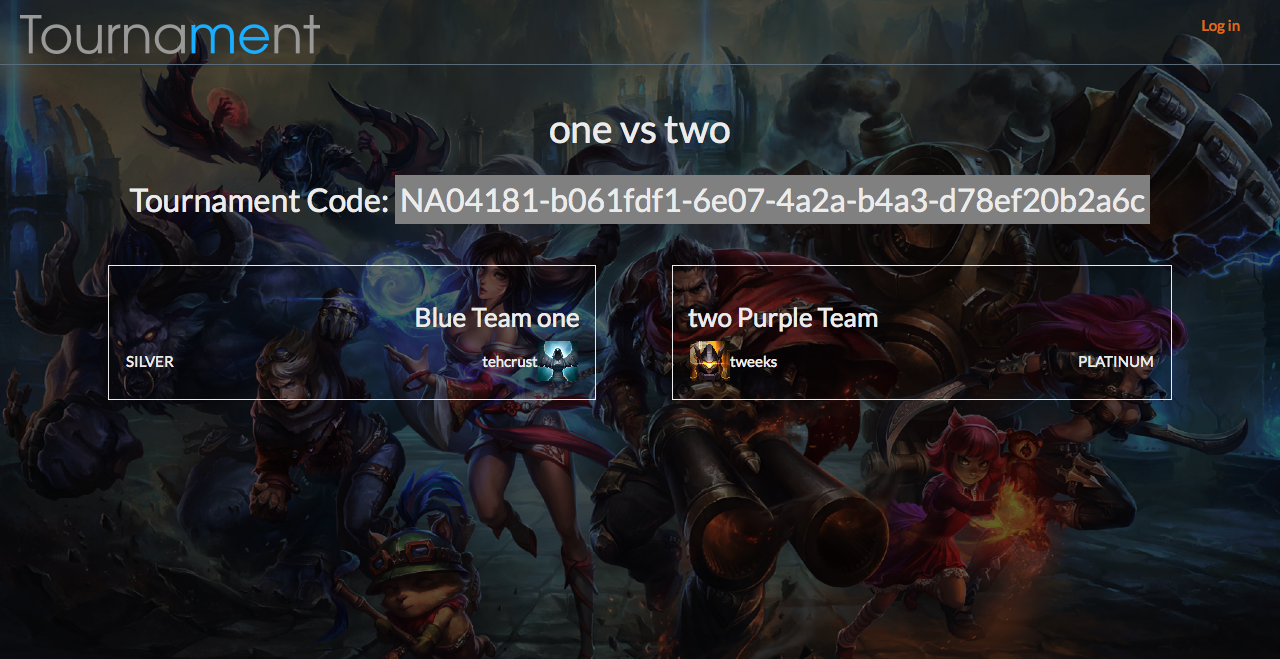 Tournament
Log in
one vs two
Tournament Code: NA04181-b061fdf1-6e07-4a2a-b4a3-d78ef20b2a6c
Blue Team one
SILVER tehcrust
two Purple Team
tweeks PLATINUM